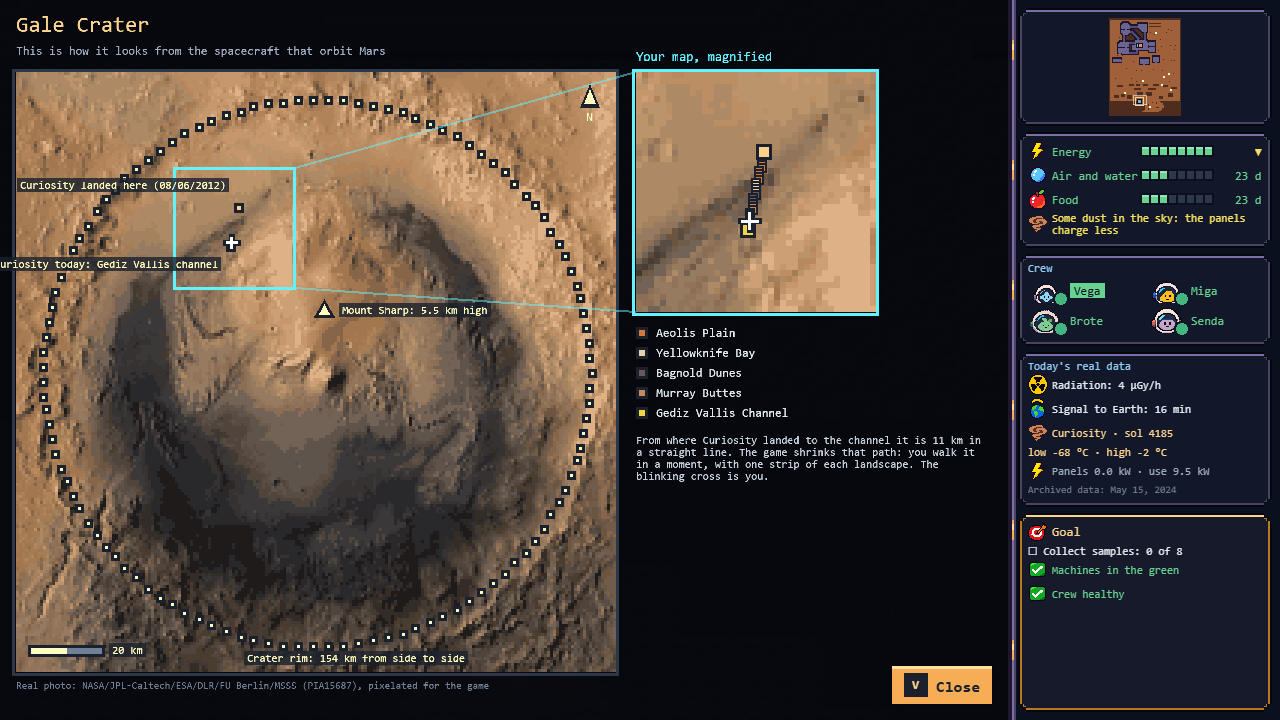 Gale Crater
This is how it looks from the spacecraft that orbit Mars
Your map, magnified
N
Curiosity landed here (08/06/2012)
uriosity today: Gediz Vallis channel
Mount Sharp: 5.5 km high
20 km
Crater rim: 154 km from side to side
Real photo: NASA/JPL-Caltech/ESA/DLR/FU Berlin/MSSS (PIA15687), pixelated for the game
Aeolis Plain
Yellowknife Bay
Bagnold Dunes
Murray Buttes
Gediz Vallis Channel
From where Curiosity landed to the channel it is 11 km in
a straight line. The game shrinks that path: you walk it
in a moment, with one strip of each landscape. The
blinking cross is you.
V Close
Energy
Air and water 23 d
Food 23 d
Some dust in the sky: the panels
charge less
Crew
Vega Miga
Brote Senda
Today's real data
Radiation: 4 µGy/h
Signal to Earth: 16 min
Curiosity · sol 4185
low -68 °C · high -2 °C
Panels 0.0 kW · use 9.5 kW
Archived data: May 15, 2024
Goal
Collect samples: 0 of 8
Machines in the green
Crew healthy